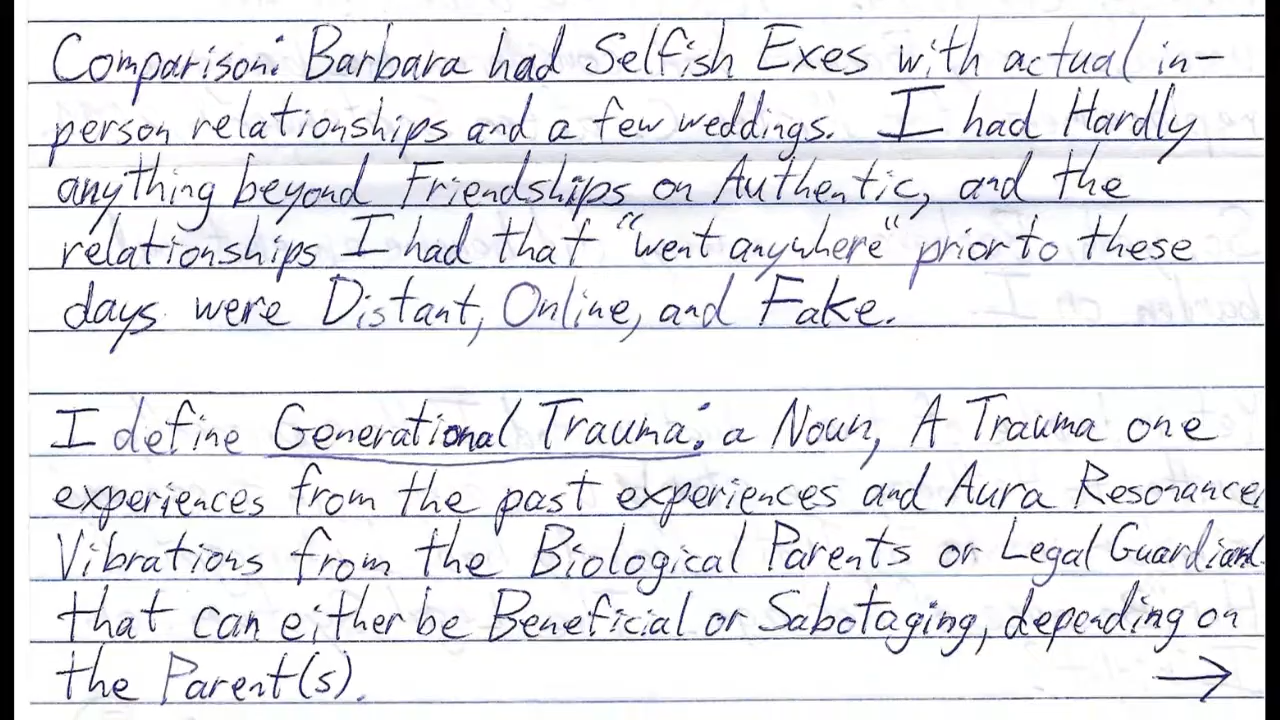 Comparison: Barbara had Selfish Exes with actual in-
person relationships and a few weddings. I had Hardly
anything beyond Friendships on Authentic, and the
relationships I had that "went anywhere" prior to these
days were Distant, Online, and Fake.
I define Generational Trauma: a Noun, A Trauma one
experiences from the past experiences and Aura Resonance
Vibrations from the Biological Parents or Legal Guardians
that can either be Beneficial or Sabotaging, depending on
the Parent(s).